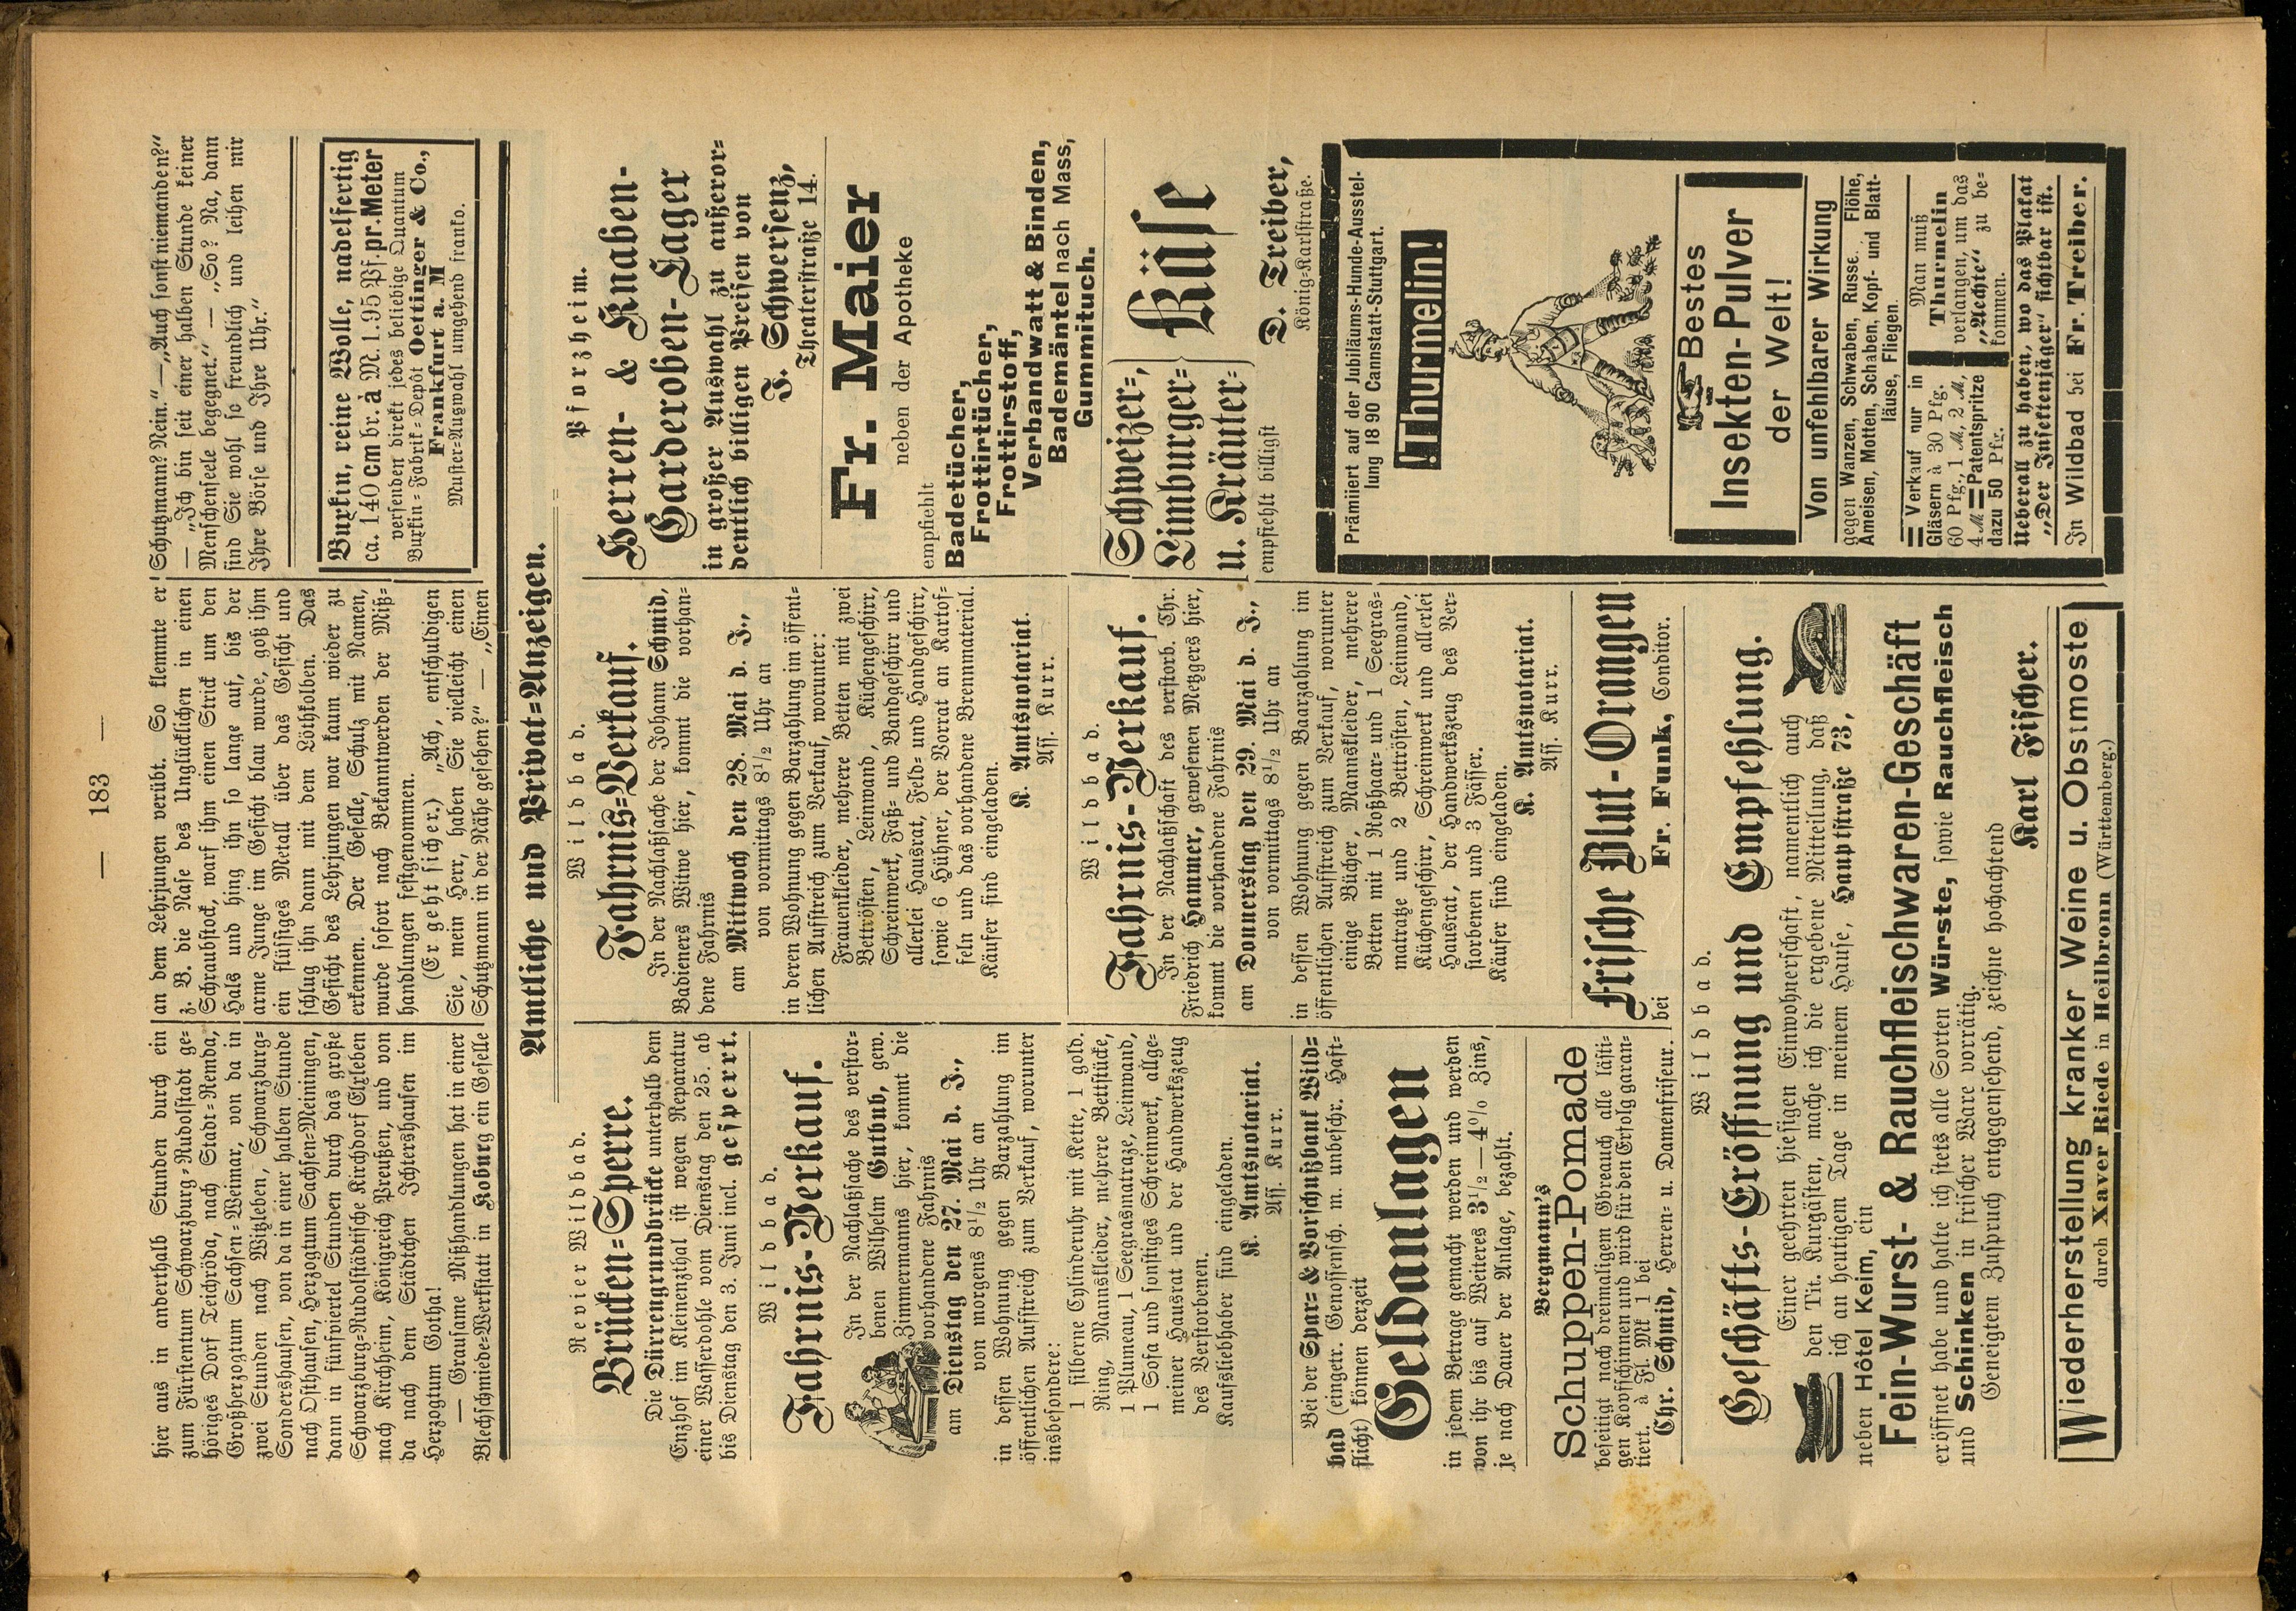 — 183 —
hier aus in anderthalb Stunden durch ein
zum Fürstentum Schwarzburg-Rudolstadt ge-
höriges Dorf Teichröda, nach Stadt-Remda,
Großherzogtum Sachsen-Weimar, von da in
zwei Stunden nach Witzleben, Schwarzburg-
Sondershausen, von da in einer halben Stunde
nach Osthausen, Herzogtum Sachsen-Meiningen,
dann in fünfviertel Stunden durch das große
Schwarzburg-Rudolstädtische Kirchdorf Elxleben
nach Kirchheim, Königreich Preußen, und von
da nach dem Städtchen Ichtershausen im
Herzogtum Gotha!
— Grausame Mißhandlungen hat in einer
Blechschmiede-Werkstatt in Koburg ein Geselle
an dem Lehrjungen verübt. So klemmte er
z. B. die Nase des Unglücklichen in einen
Schraubstock, warf ihm einen Strick um den
Hals und hing ihn so lange auf, bis der
arme Junge im Gesicht blau wurde, goß ihm
ein flüssiges Metall über das Gesicht und
schlug ihn dann mit dem Löthkolben. Das
Gesicht des Lehrjungen war kaum wieder zu
erkennen. Der Geselle, Schulz mit Namen,
wurde sofort nach Bekanntwerden der Miß-
handlungen festgenommen.
(Er geht sicher.) „Ach, entschuldigen
Sie, mein Herr, haben Sie vielleicht einen
Schutzmann in der Nähe gesehen?" — „Einen
Schutzmann? Nein." — „Auch sonst niemanden?"
— „Ich bin seit einer halben Stunde keiner
Menschenseele begegnet." — „So? Na, dann
sind Sie wohl so freundlich und leihen mir
Ihre Börse und Ihre Uhr."
Buxkin, reine Wolle, nadelfertig
ca. 140 cm br. à M. 1.95 Pf. pr. Meter
versenden direkt jedes beliebige Quantum
Buxkin-Fabrik-Depôt Oettinger & Co.,
Frankfurt a. M
Muster-Auswahl umgehend franko.
Amtliche und Privat-Anzeigen.
Revier Wildbad.
Brücken-Sperre.
Die Dürrengrundbrücke unterhalb dem
Enzhof im Kleinenzthal ist wegen Reparatur
einer Wasserdohle vom Dienstag den 25. ab
bis Dienstag den 3. Juni incl. gesperrt.
Wildbad.
Fahrnis-Verkauf.
In der Nachlaßsache des verstor-
benen Wilhelm Gutbub, gew.
Zimmermanns hier, kommt die
vorhandene Fahrnis
am Dienstag den 27. Mai d. J.,
von morgens 8 1/2 Uhr an
in dessen Wohnung gegen Barzahlung im
öffentlichen Aufstreich zum Verkauf, worunter
insbesondere:
1 silberne Cylinderuhr mit Kette, 1 gold.
Ring, Mannskleider, mehrere Bettstücke,
1 Plumeau, 1 Seegrasmatraze, Leinwand,
1 Sofa und sonstiges Schreinwerk, allge-
meiner Hausrat und der Handwerkszeug
des Verstorbenen.
Kaufsliebhaber sind eingeladen.
K. Amtsnotariat.
Ass. Kurr.
Bei der Spar- & Vorschußbank Wild-
bad (eingetr. Genossensch. m. unbeschr. Haft-
pflicht) können derzeit
Geldanlagen
in jedem Betrage gemacht werden und werden
von ihr bis auf Weiteres 3 1/2 — 4% Zins,
je nach Dauer der Anlage, bezahlt.
Bergmann's
Schuppen-Pomade
beseitigt nach dreimaligem Gbreauch alle lästi-
gen Kopfschinnen und wird für den Erfolg garan-
tiert. à Fl. Mk 1 bei
Chr. Schmid, Herren- u. Damenfriseur.
Wildbad.
Fahrnis-Verkauf.
In der Nachlaßsache der Johann Schmid,
Badieners Witwe hier, kommt die vorhan-
dene Fahrnis
am Mittwoch den 28. Mai d. J.,
von vormittags 8 1/2 Uhr an
in deren Wohnung gegen Barzahlung im öffent-
lichen Aufstreich zum Verkauf, worunter:
Frauenkleider, mehrere Betten mit zwei
Bettrösten, Leinwand, Küchengeschirr,
Schreinwerk, Faß- und Bandgeschirr und
allerlei Hausrat, Feld- und Handgeschirr,
sowie 6 Hühner, der Vorrat an Kartof-
feln und das vorhandene Brennmaterial.
Käufer sind eingeladen.
K. Amtsnotariat.
Ass. Kurr.
Wildbad.
Fahrnis-Verkauf.
In der Nachlaßschaft des verstorb. Chr.
Friedrich Hammer, gewesenen Metzgers hier,
kommt die vorhandene Fahrnis
am Donnerstag den 29. Mai d. J.,
von vormittags 8 1/2 Uhr an
in dessen Wohnung gegen Baarzahlung im
öffentlichen Aufstreich zum Verkauf, worunter
einige Bücher, Mannskleider, mehrere
Betten mit 1 Roßhaar- und 1 Seegras-
matratze und 2 Bettrösten, Leinwand,
Küchengeschirr, Schreinwerk und allerlei
Hausrat, der Handwerkszeug des Ver-
storbenen und 3 Fässer.
Käufer sind eingeladen.
K. Amtsnotariat.
Ass. Kurr.
Frische Blut-Orangen
bei Fr. Funk, Conditor.
Pforzheim.
Herren- & Knaben-
Garderoben-Lager
in großer Auswahl zu außeror-
dentlich billigen Preisen von
J. Schwersenz,
Theaterstraße 14.
Fr. Maier
neben der Apotheke
empfiehlt
Badetücher,
Frottirtücher,
Frottirstoff,
Verbandwatt & Binden,
Bademäntel nach Mass,
Gummituch.
Schweizer-,
Limburger-
u. Kräuter-
Käse
empfiehlt billigst
D. Treiber,
König-Karlstraße.
Prämiiert auf der Jubiläums-Hunde-Ausstel-
lung 1890 Cannstatt-Stuttgart.
!Thurmelin!
Bestes
Insekten-Pulver
der Welt!
Von unfehlbarer Wirkung
gegen Wanzen, Schwaben, Russe, Flöhe,
Ameisen, Motten, Schaben, Kopf- und Blatt-
läuse, Fliegen.
Verkauf nur in
Gläsern à 30 Pfg.
60 Pfg., 1 M, 2 M,
4 M Patentspritze
dazu 50 Pfg.
Man muß
Thurmelin
verlangen, um das
„Aechte" zu be-
kommen.
Ueberall zu haben, wo das Plakat
„Der Insektenjäger" sichtbar ist.
In Wildbad bei Fr. Treiber.
Wildbad.
Geschäfts-Eröffnung und Empfehlung.
Einer geehrten hiesigen Einwohnerschaft, namentlich auch
den Tit. Kurgästen, mache ich die ergebene Mitteilung, daß
ich am heutigem Tage in meinem Hause, Hauptstraße 73,
neben Hôtel Keim, ein
Fein-Wurst- & Rauchfleischwaren-Geschäft
eröffnet habe und halte ich stets alle Sorten Würste, sowie Rauchfleisch
und Schinken in frischer Ware vorrätig.
Geneigtem Zuspruch entgegensehend, zeichne hochachtend
Karl Fischer.
Wiederherstellung kranker Weine u. Obstmoste
durch Xaver Riede in Heilbronn (Württemberg.)